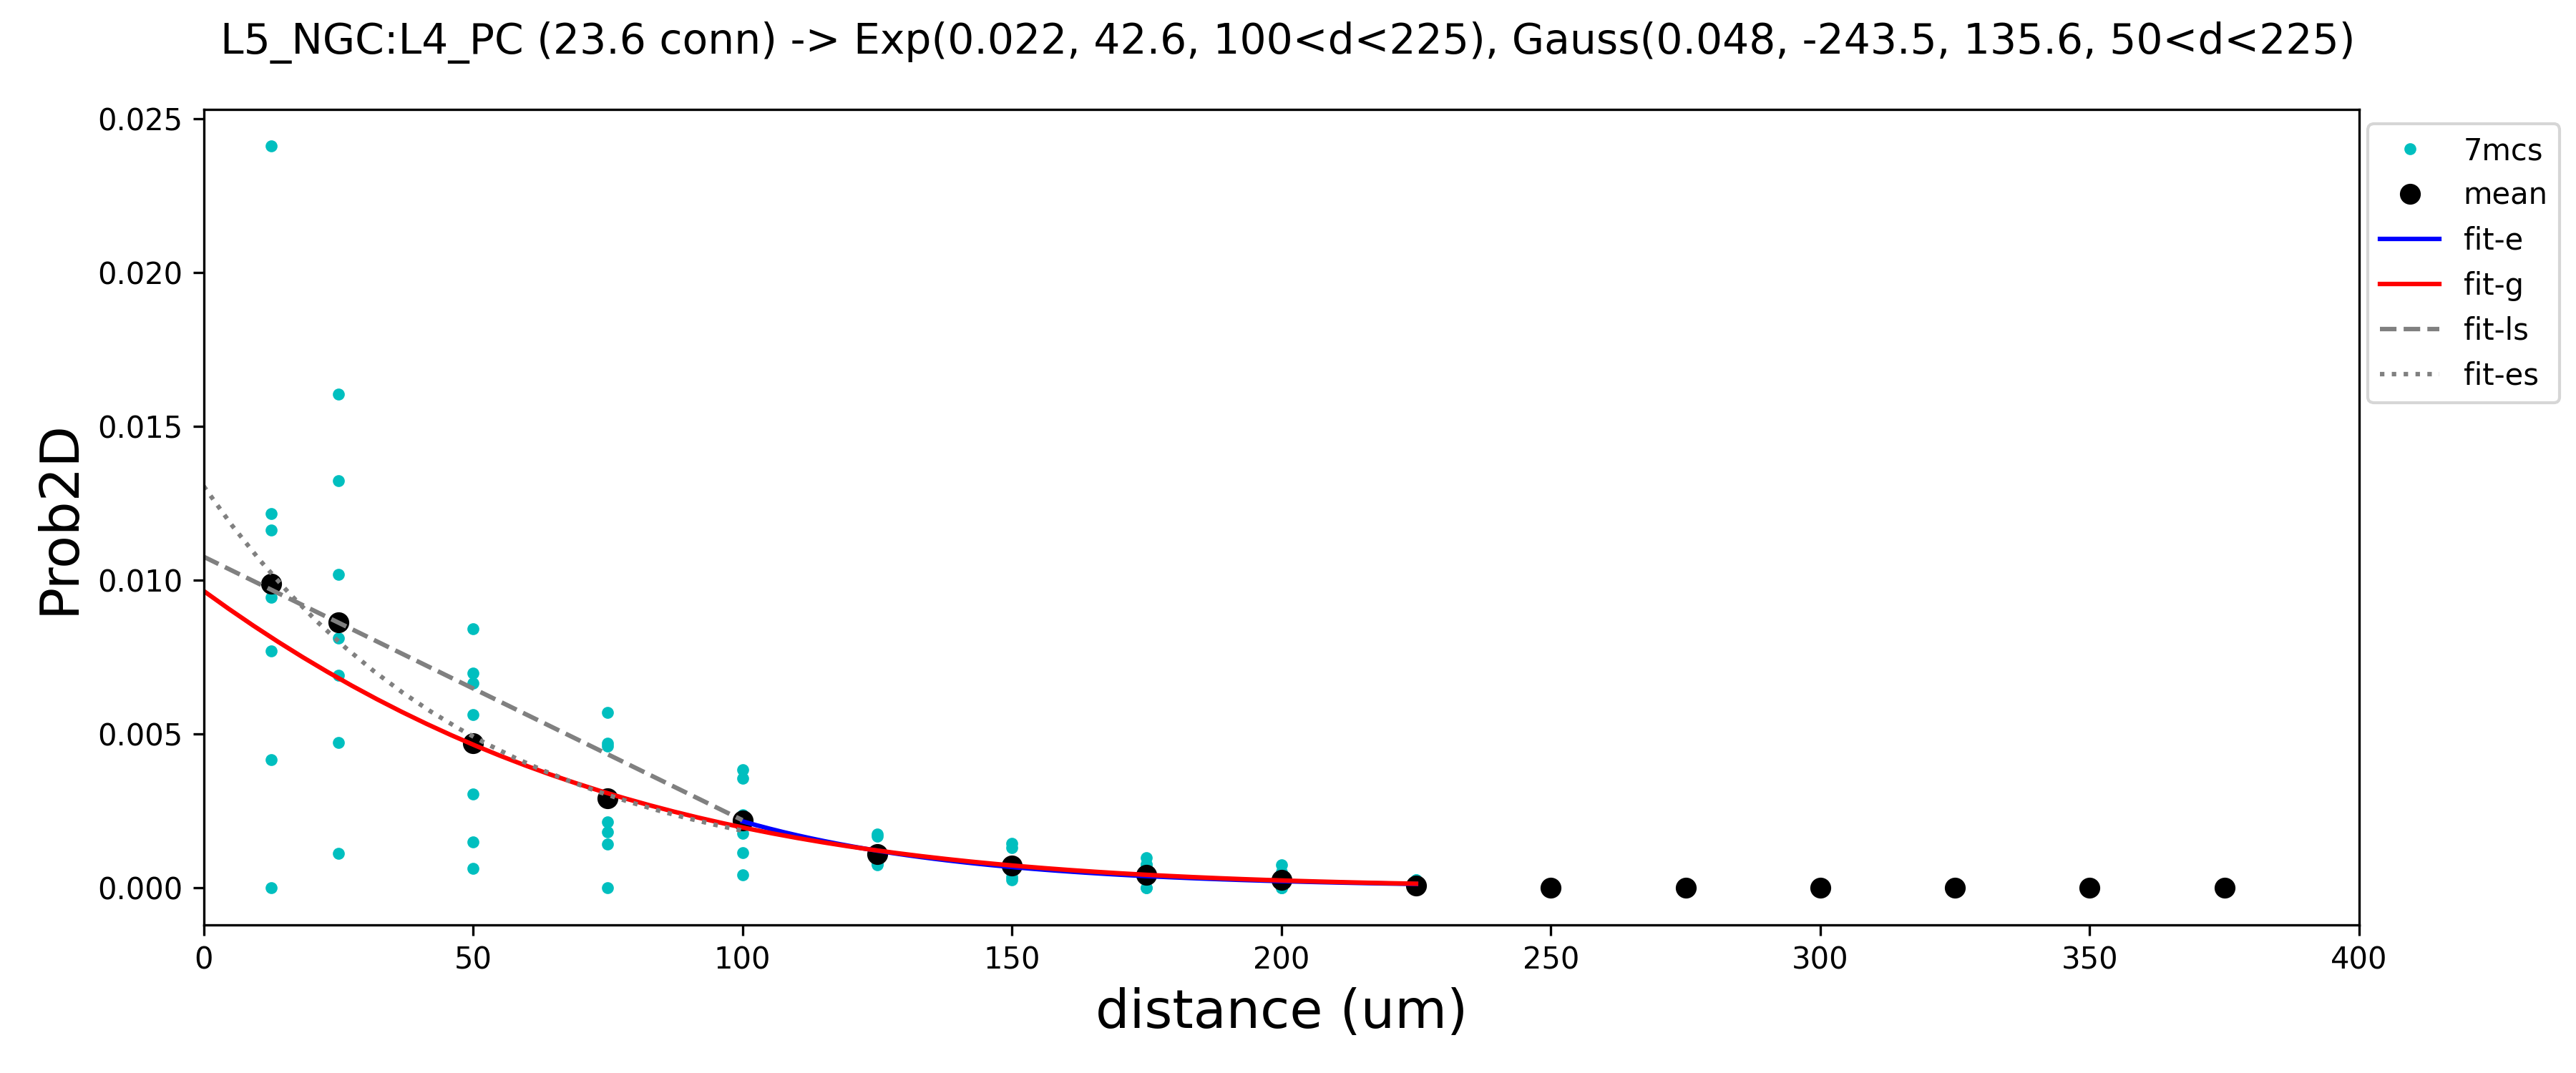 L5_NGC:L4_PC (23.6 conn) -> Exp(0.022, 42.6, 100<d<225), Gauss(0.048, -243.5, 135.6, 50<d<225)
0.025
0.020
0.015
0.010
0.005
0.000
Prob2D
0 50 100 150 200 250 300 350 400
distance (um)
7mcs
mean
fit-e
fit-g
fit-ls
fit-es